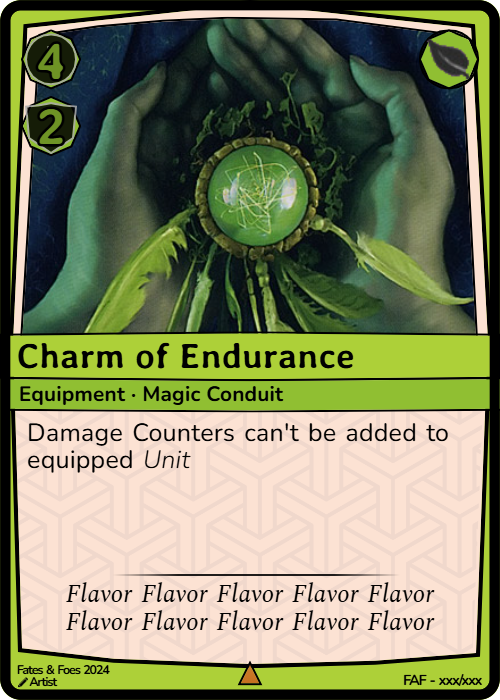 4
2
Charm of Endurance
Equipment · Magic Conduit
Damage Counters can't be added to
equipped Unit
Flavor Flavor Flavor Flavor Flavor
Flavor Flavor Flavor Flavor Flavor
Fates & Foes 2024
Artist
FAF - xxx/xxx